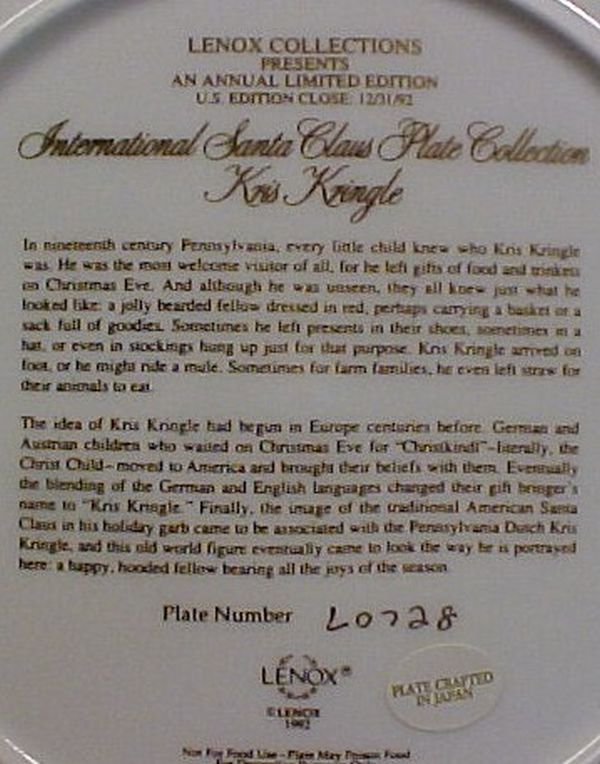 LENOX COLLECTIONS
PRESENTS
AN ANNUAL LIMITED EDITION
U.S. EDITION CLOSE: 12/31/92
International Santa Claus Plate Collection
Kris Kringle
In nineteenth century Pennsylvania, every little child knew who Kris Kringle
was. He was the most welcome visitor of all, for he left gifts of food and trinkets
on Christmas Eve. And although he was unseen, they all knew just what he
looked like: a jolly bearded fellow dressed in red, perhaps carrying a basket or a
sack full of goodies. Sometimes he left presents in their shoes, sometimes in a
hat, or even in stockings hung up just for that purpose. Kris Kringle arrived on
foot, or he might ride a mule. Sometimes for farm families, he even left straw for
their animals to eat.
The idea of Kris Kringle had begun in Europe centuries before. German and
Austrian children who waited on Christmas Eve for "Christkindl"–literally, the
Christ Child–moved to America and brought their beliefs with them. Eventually
the blending of the German and English languages changed their gift bringer's
name to "Kris Kringle." Finally, the image of the traditional American Santa
Claus in his holiday garb came to be associated with the Pennsylvania Dutch Kris
Kringle, and this old world figure eventually came to look the way he is portrayed
here: a happy, hooded fellow bearing all the joys of the season.
Plate Number L0728
LENOX®
PLATE CRAFTED
IN JAPAN
© LENOX
1992
Not For Food Use – Plate May Poison Food